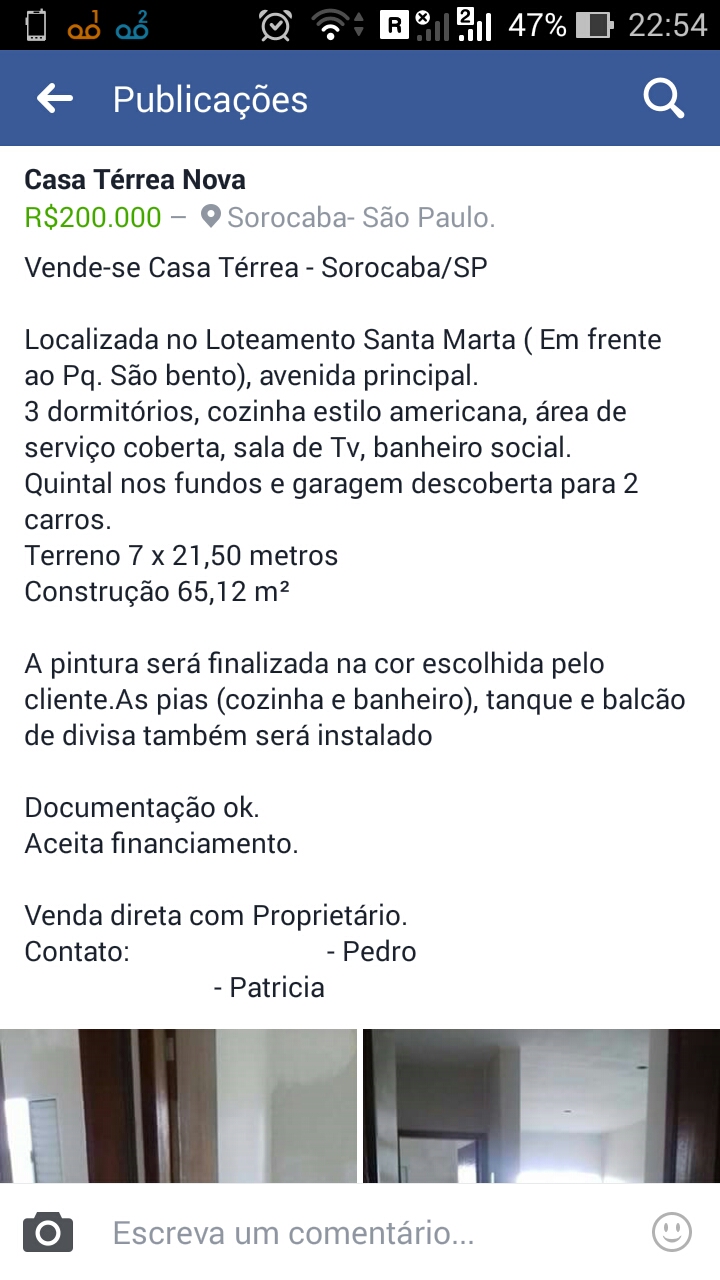 1 2 R 2 47% 22:54
Publicações
Casa Térrea Nova
R$200.000 – Sorocaba- São Paulo.
Vende-se Casa Térrea - Sorocaba/SP
Localizada no Loteamento Santa Marta ( Em frente
ao Pq. São bento), avenida principal.
3 dormitórios, cozinha estilo americana, área de
serviço coberta, sala de Tv, banheiro social.
Quintal nos fundos e garagem descoberta para 2
carros.
Terreno 7 x 21,50 metros
Construção 65,12 m²
A pintura será finalizada na cor escolhida pelo
cliente.As pias (cozinha e banheiro), tanque e balcão
de divisa também será instalado
Documentação ok.
Aceita financiamento.
Venda direta com Proprietário.
Contato: - Pedro
- Patricia
Escreva um comentário...